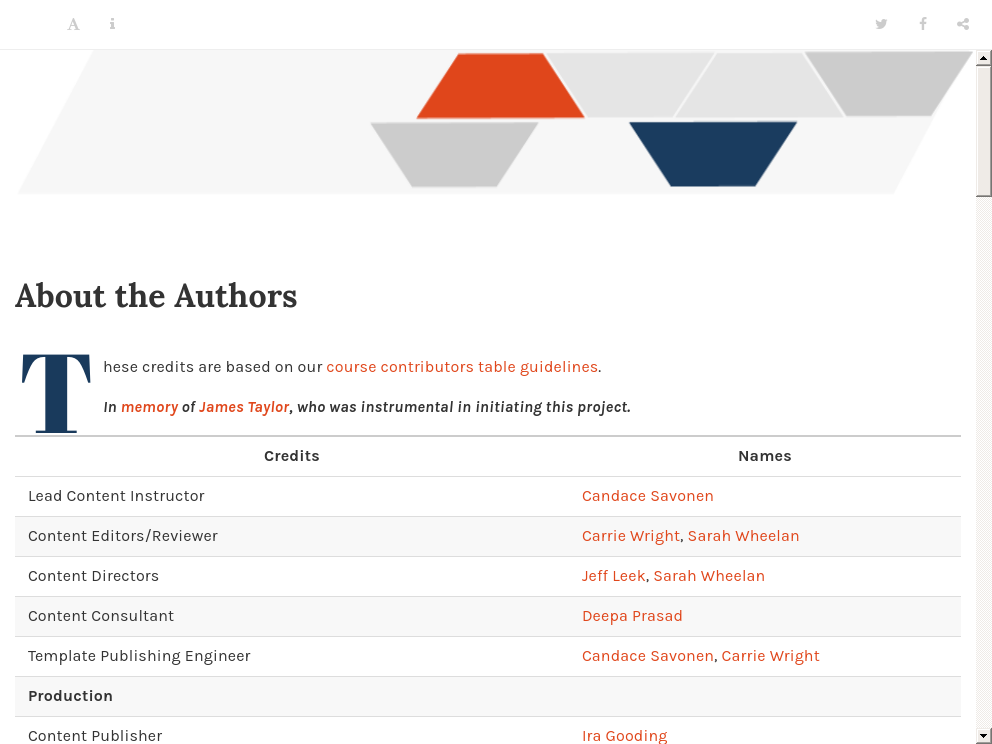 About the Authors
These credits are based on our course contributors table guidelines.
In memory of James Taylor, who was instrumental in initiating this project.
Credits Names
Lead Content Instructor Candace Savonen
Content Editors/Reviewer Carrie Wright, Sarah Wheelan
Content Directors Jeff Leek, Sarah Wheelan
Content Consultant Deepa Prasad
Template Publishing Engineer Candace Savonen, Carrie Wright
Production
Content Publisher Ira Gooding